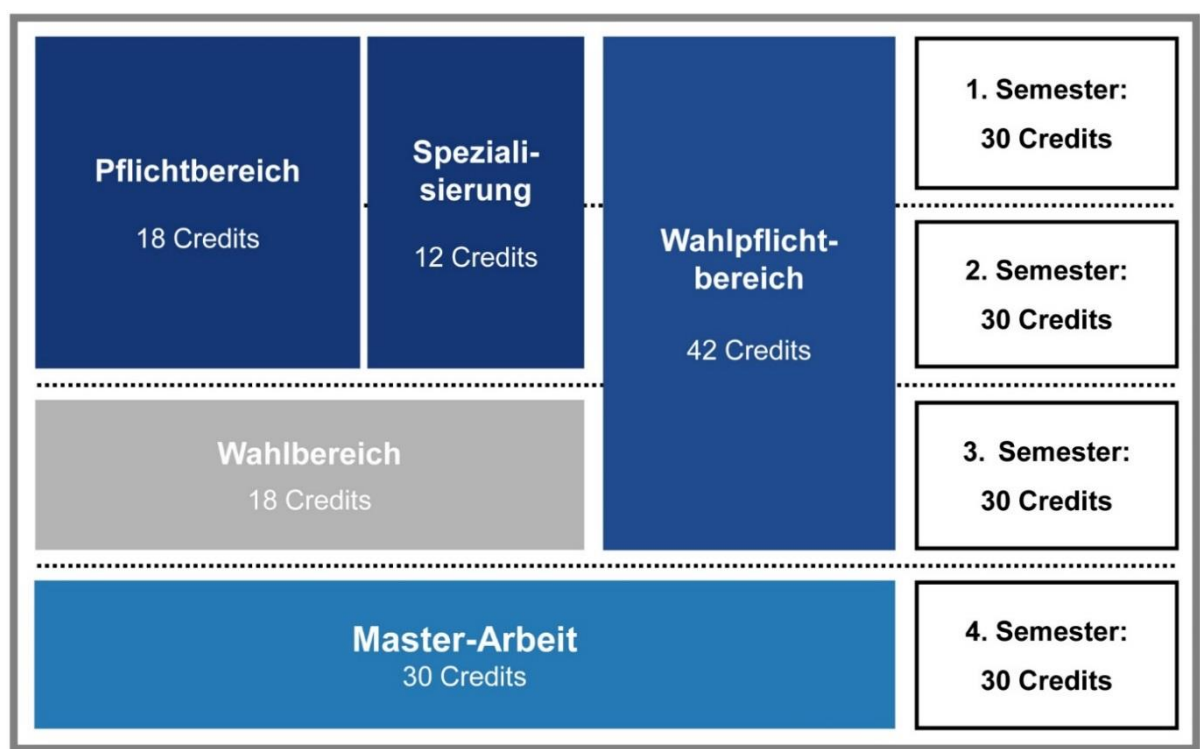 Pflichtbereich
18 Credits
Speziali-
sierung
12 Credits
Wahlpflicht-
bereich
42 Credits
1. Semester:
30 Credits
2. Semester:
30 Credits
Wahlbereich
18 Credits
3. Semester:
30 Credits
Master-Arbeit
30 Credits
4. Semester:
30 Credits